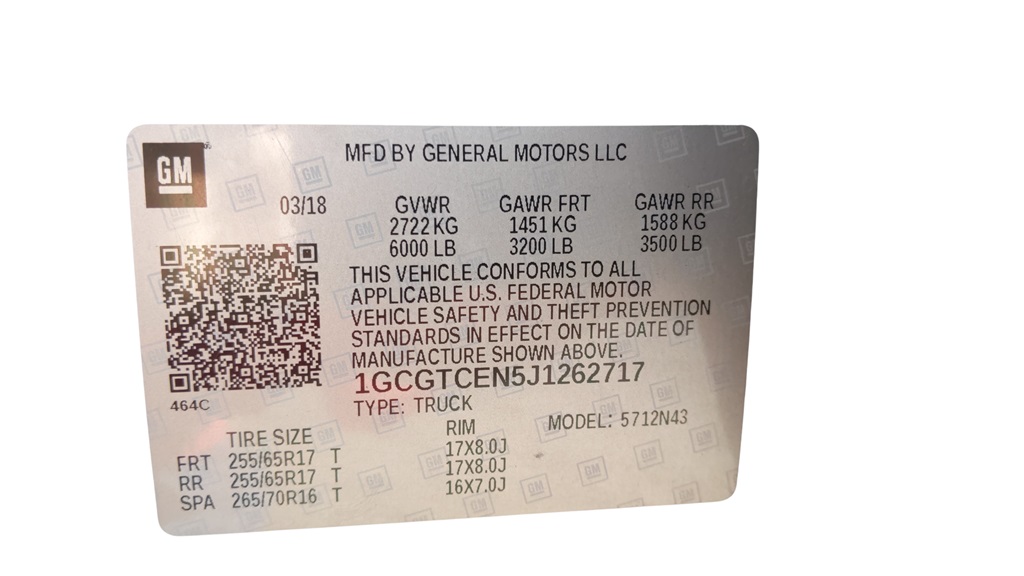 GM
MFD BY GENERAL MOTORS LLC
03/18 GVWR GAWR FRT GAWR RR
2722 KG 1451 KG 1588 KG
6000 LB 3200 LB 3500 LB
THIS VEHICLE CONFORMS TO ALL
APPLICABLE U.S. FEDERAL MOTOR
VEHICLE SAFETY AND THEFT PREVENTION
STANDARDS IN EFFECT ON THE DATE OF
MANUFACTURE SHOWN ABOVE.
1GCGTCEN5J1262717
464C
TYPE: TRUCK
MODEL: 5712N43
TIRE SIZE RIM
FRT 255/65R17 T 17X8.0J
RR 255/65R17 T 17X8.0J
SPA 265/70R16 T 16X7.0J